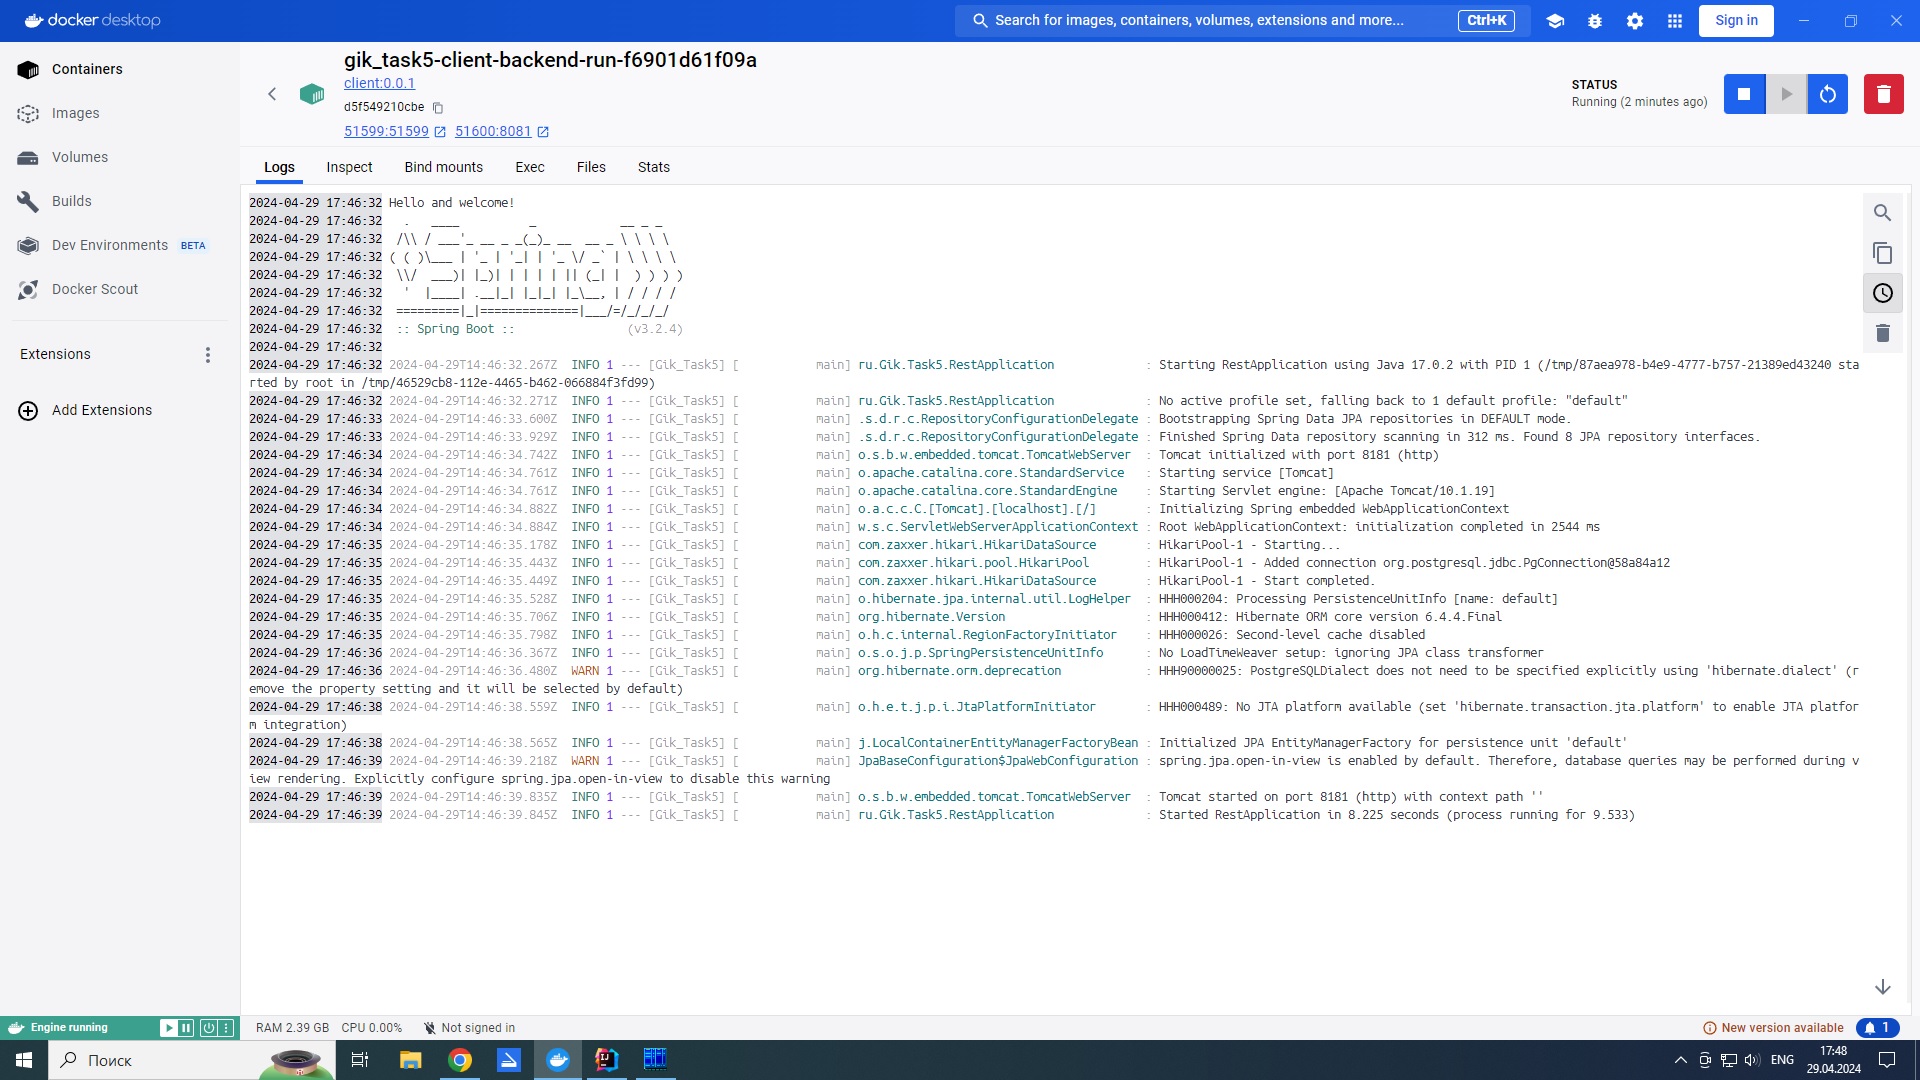 docker desktop
Search for images, containers, volumes, extensions and more...
Ctrl+K
Sign in
Containers
Images
Volumes
Builds
Dev Environments BETA
Docker Scout
Extensions
Add Extensions
gik_task5-client-backend-run-f6901d61f09a
client:0.0.1
d5f549210cbe
51599:51599 51600:8081
STATUS
Running (2 minutes ago)
Logs Inspect Bind mounts Exec Files Stats
2024-04-29 17:46:32 Hello and welcome!
2024-04-29 17:46:32   .   ____          _            __ _ _
2024-04-29 17:46:32  /\\ / ___'_ __ _ _(_)_ __  __ _ \ \ \ \
2024-04-29 17:46:32 ( ( )\___ | '_ | '_| | '_ \/ _` | \ \ \ \
2024-04-29 17:46:32  \\/  ___)| |_)| | | | | || (_| |  ) ) ) )
2024-04-29 17:46:32   '  |____| .__|_| |_|_| |_\__, | / / / /
2024-04-29 17:46:32  =========|_|==============|___/=/_/_/_/
2024-04-29 17:46:32  :: Spring Boot ::                (v3.2.4)
2024-04-29 17:46:32
2024-04-29 17:46:32 2024-04-29T14:46:32.267Z  INFO 1 --- [Gik_Task5] [           main] ru.Gik.Task5.RestApplication             : Starting RestApplication using Java 17.0.2 with PID 1 (/tmp/87aea978-b4e9-4777-b757-21389ed43240 sta
rted by root in /tmp/46529cb8-112e-4465-b462-066884f3fd99)
2024-04-29 17:46:32 2024-04-29T14:46:32.271Z  INFO 1 --- [Gik_Task5] [           main] ru.Gik.Task5.RestApplication             : No active profile set, falling back to 1 default profile: "default"
2024-04-29 17:46:33 2024-04-29T14:46:33.600Z  INFO 1 --- [Gik_Task5] [           main] .s.d.r.c.RepositoryConfigurationDelegate : Bootstrapping Spring Data JPA repositories in DEFAULT mode.
2024-04-29 17:46:33 2024-04-29T14:46:33.929Z  INFO 1 --- [Gik_Task5] [           main] .s.d.r.c.RepositoryConfigurationDelegate : Finished Spring Data repository scanning in 312 ms. Found 8 JPA repository interfaces.
2024-04-29 17:46:34 2024-04-29T14:46:34.742Z  INFO 1 --- [Gik_Task5] [           main] o.s.b.w.embedded.tomcat.TomcatWebServer  : Tomcat initialized with port 8181 (http)
2024-04-29 17:46:34 2024-04-29T14:46:34.761Z  INFO 1 --- [Gik_Task5] [           main] o.apache.catalina.core.StandardService   : Starting service [Tomcat]
2024-04-29 17:46:34 2024-04-29T14:46:34.761Z  INFO 1 --- [Gik_Task5] [           main] o.apache.catalina.core.StandardEngine    : Starting Servlet engine: [Apache Tomcat/10.1.19]
2024-04-29 17:46:34 2024-04-29T14:46:34.882Z  INFO 1 --- [Gik_Task5] [           main] o.a.c.c.C.[Tomcat].[localhost].[/]       : Initializing Spring embedded WebApplicationContext
2024-04-29 17:46:34 2024-04-29T14:46:34.884Z  INFO 1 --- [Gik_Task5] [           main] w.s.c.ServletWebServerApplicationContext : Root WebApplicationContext: initialization completed in 2544 ms
2024-04-29 17:46:35 2024-04-29T14:46:35.178Z  INFO 1 --- [Gik_Task5] [           main] com.zaxxer.hikari.HikariDataSource       : HikariPool-1 - Starting...
2024-04-29 17:46:35 2024-04-29T14:46:35.443Z  INFO 1 --- [Gik_Task5] [           main] com.zaxxer.hikari.pool.HikariPool        : HikariPool-1 - Added connection org.postgresql.jdbc.PgConnection@58a84a12
2024-04-29 17:46:35 2024-04-29T14:46:35.449Z  INFO 1 --- [Gik_Task5] [           main] com.zaxxer.hikari.HikariDataSource       : HikariPool-1 - Start completed.
2024-04-29 17:46:35 2024-04-29T14:46:35.528Z  INFO 1 --- [Gik_Task5] [           main] o.hibernate.jpa.internal.util.LogHelper  : HHH000204: Processing PersistenceUnitInfo [name: default]
2024-04-29 17:46:35 2024-04-29T14:46:35.706Z  INFO 1 --- [Gik_Task5] [           main] org.hibernate.Version                    : HHH000412: Hibernate ORM core version 6.4.4.Final
2024-04-29 17:46:35 2024-04-29T14:46:35.798Z  INFO 1 --- [Gik_Task5] [           main] o.h.c.internal.RegionFactoryInitiator    : HHH000026: Second-level cache disabled
2024-04-29 17:46:36 2024-04-29T14:46:36.367Z  INFO 1 --- [Gik_Task5] [           main] o.s.o.j.p.SpringPersistenceUnitInfo      : No LoadTimeWeaver setup: ignoring JPA class transformer
2024-04-29 17:46:36 2024-04-29T14:46:36.480Z  WARN 1 --- [Gik_Task5] [           main] org.hibernate.orm.deprecation            : HHH90000025: PostgreSQLDialect does not need to be specified explicitly using 'hibernate.dialect' (r
emove the property setting and it will be selected by default)
2024-04-29 17:46:38 2024-04-29T14:46:38.559Z  INFO 1 --- [Gik_Task5] [           main] o.h.e.t.j.p.i.JtaPlatformInitiator       : HHH000489: No JTA platform available (set 'hibernate.transaction.jta.platform' to enable JTA platfor
m integration)
2024-04-29 17:46:38 2024-04-29T14:46:38.565Z  INFO 1 --- [Gik_Task5] [           main] j.LocalContainerEntityManagerFactoryBean : Initialized JPA EntityManagerFactory for persistence unit 'default'
2024-04-29 17:46:39 2024-04-29T14:46:39.218Z  WARN 1 --- [Gik_Task5] [           main] JpaBaseConfiguration$JpaWebConfiguration : spring.jpa.open-in-view is enabled by default. Therefore, database queries may be performed during v
iew rendering. Explicitly configure spring.jpa.open-in-view to disable this warning
2024-04-29 17:46:39 2024-04-29T14:46:39.835Z  INFO 1 --- [Gik_Task5] [           main] o.s.b.w.embedded.tomcat.TomcatWebServer  : Tomcat started on port 8181 (http) with context path ''
2024-04-29 17:46:39 2024-04-29T14:46:39.845Z  INFO 1 --- [Gik_Task5] [           main] ru.Gik.Task5.RestApplication             : Started RestApplication in 8.225 seconds (process running for 9.533)
Engine running
RAM 2.39 GB CPU 0.00% Not signed in
New version available
1
Поиск
ENG
17:48
29.04.2024